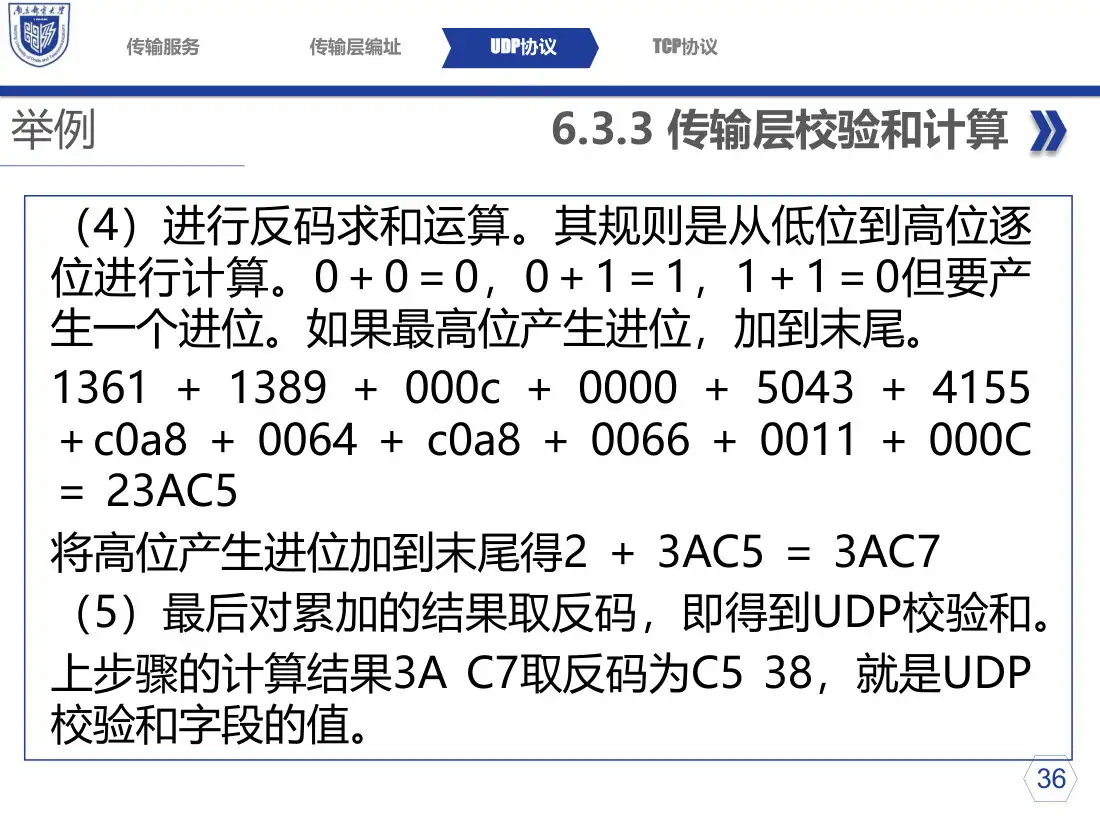 传输服务
传输层编址
UDP协议
TCP协议
举例
6.3.3 传输层校验和计算
（4）进行反码求和运算。其规则是从低位到高位逐
位进行计算。0＋0＝0，0＋1＝1，1＋1＝0但要产
生一个进位。如果最高位产生进位，加到末尾。
1361 ＋ 1389 ＋ 000c ＋ 0000 ＋ 5043 ＋ 4155
＋c0a8 ＋ 0064 ＋ c0a8 ＋ 0066 ＋ 0011 ＋ 000C
＝ 23AC5
将高位产生进位加到末尾得2 ＋ 3AC5 ＝ 3AC7
（5）最后对累加的结果取反码，即得到UDP校验和。
上步骤的计算结果3A C7取反码为C5 38，就是UDP
校验和字段的值。
36